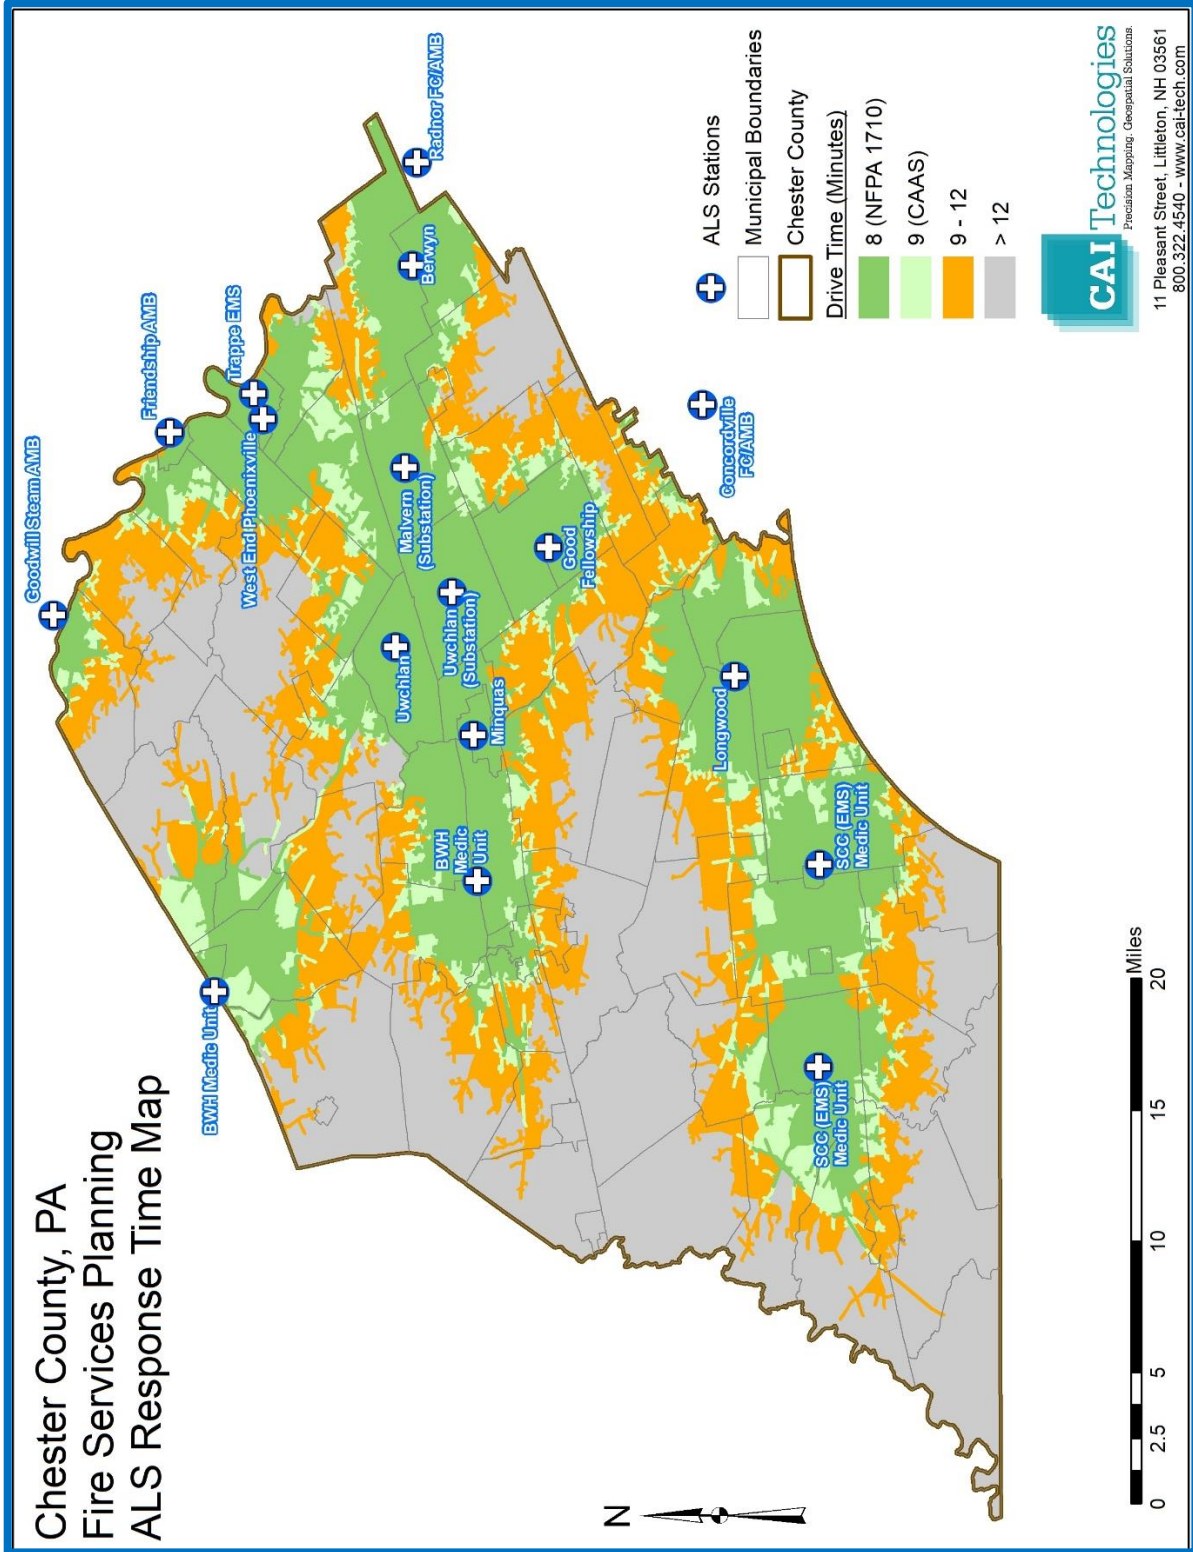 Chester County, PA
Fire Services Planning
ALS Response Time Map
Goodwill Steam AMB
Friendship AMB
Trappe EMS
West End Phoenixville
Radnor FC/AMB
Berwyn
BWH Medic Unit
Malvern
(Substation)
Uwchlan
Uwchlan
(Substation)
BWH
Medic
Unit
Minquas
Good
Fellowship
Concordville
FC/AMB
Longwood
SCC (EMS)
Medic Unit
SCC (EMS)
Medic Unit
N
ALS Stations
Municipal Boundaries
Chester County
Drive Time (Minutes)
8 (NFPA 1710)
9 (CAAS)
9 - 12
> 12
0 2.5 5 10 15 20
Miles
CAI Technologies
Precision Mapping. Geospatial Solutions.
11 Pleasant Street, Littleton, NH 03561
800.322.4540 - www.cai-tech.com